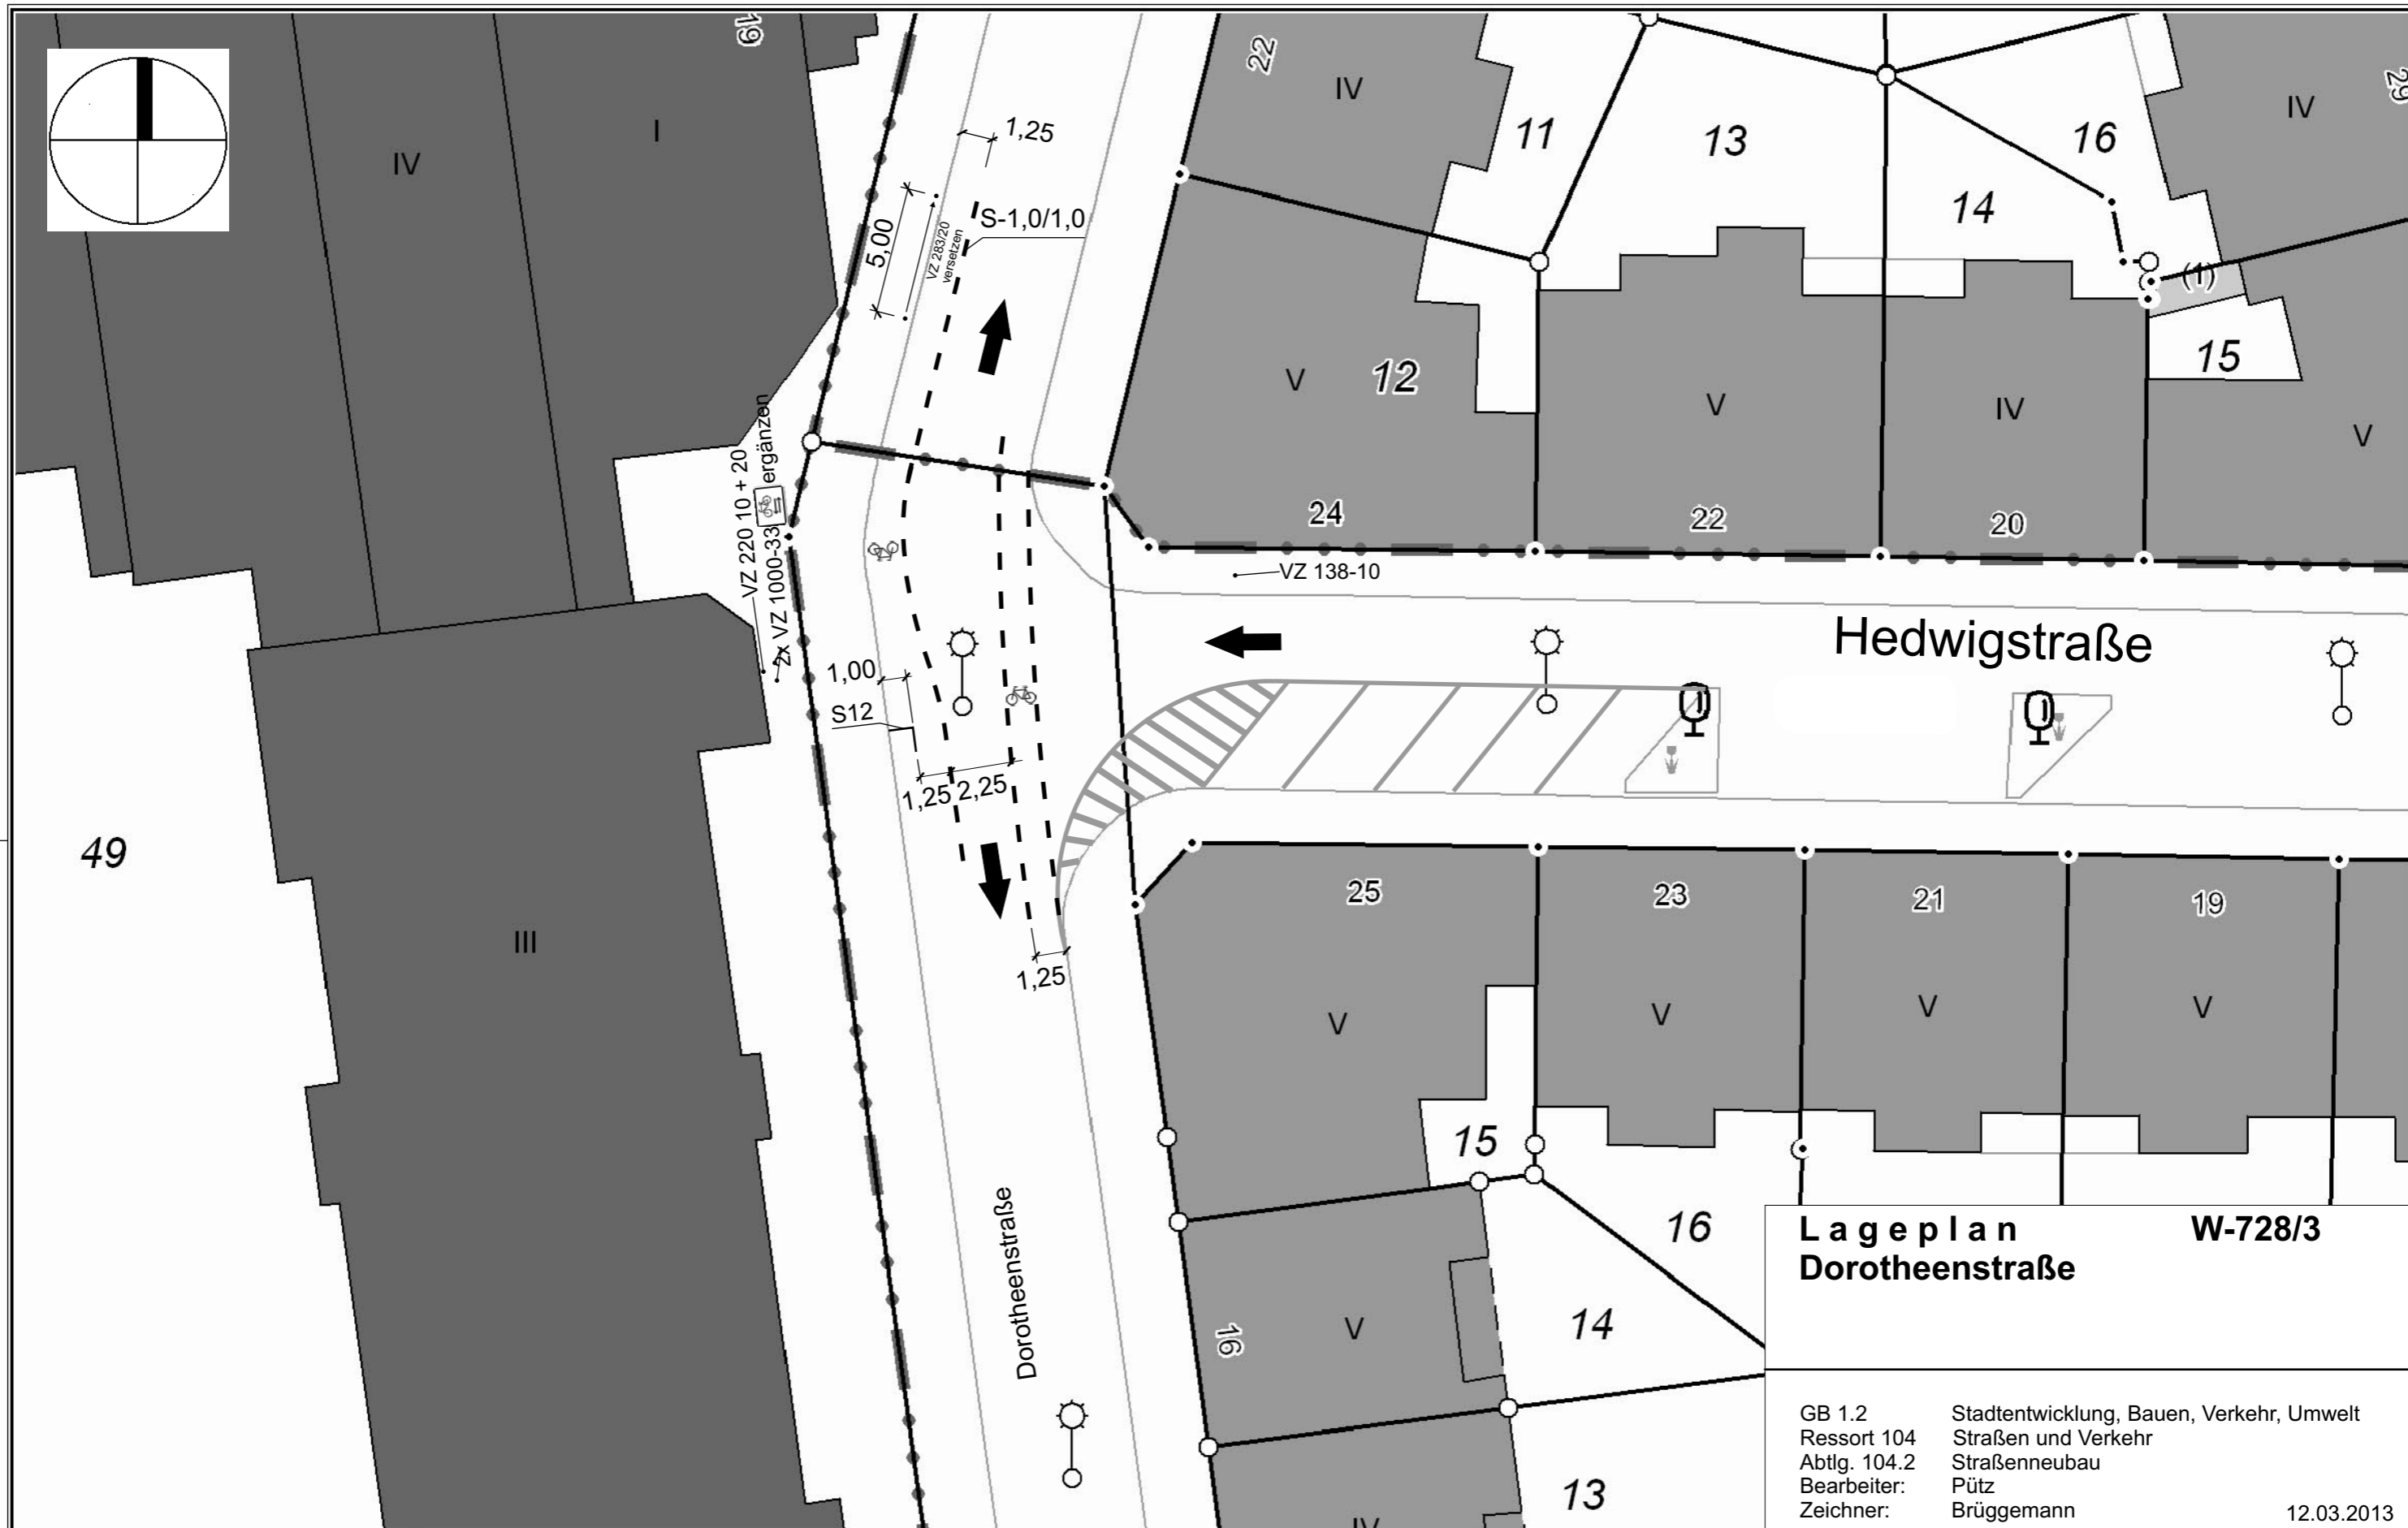 19
22
IV
IV
I
11
13
16
IV
29
1,25
14
5,00
VZ 283/20
versetzen
S-1,0/1,0
(1)
15
V
12
V
IV
V
VZ 220 10 + 20
2x VZ 1000-33 ergänzen
24
22
20
VZ 138-10
Hedwigstraße
1,00
S12
1,25
2,25
49
25
23
21
19
III
1,25
V
V
V
V
15
16
Dorotheenstraße
16
V
14
13
IV
Lageplan W-728/3
Dorotheenstraße
GB 1.2 Stadtentwicklung, Bauen, Verkehr, Umwelt
Ressort 104 Straßen und Verkehr
Abtlg. 104.2 Straßenneubau
Bearbeiter: Pütz
Zeichner: Brüggemann 12.03.2013